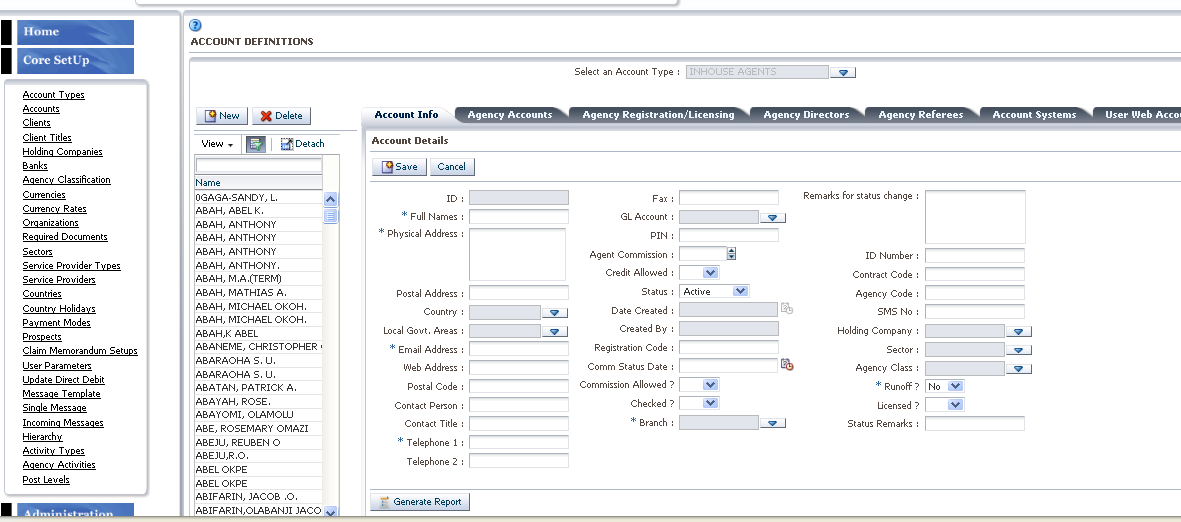 Home
Core SetUp
Account Types
Accounts
Clients
Client Titles
Holding Companies
Banks
Agency Classification
Currencies
Currency Rates
Organizations
Required Documents
Sectors
Service Provider Types
Service Providers
Countries
Country Holidays
Payment Modes
Prospects
Claim Memorandum Setups
User Parameters
Update Direct Debit
Message Template
Single Message
Incoming Messages
Hierarchy
Activity Types
Agency Activities
Post Levels
Administration
?
ACCOUNT DEFINITIONS
Select an Account Type : INHOUSE AGENTS
New Delete
View Detach
Name
OGAGA-SANDY, L.
ABAH, ABEL K.
ABAH, ANTHONY
ABAH, ANTHONY
ABAH, ANTHONY
ABAH, ANTHONY.
ABAH, M.A.(TERM)
ABAH, MATHIAS A.
ABAH, MICHAEL OKOH.
ABAH, MICHAEL OKOH.
ABAH,K ABEL
ABANEME, CHRISTOPHER
ABARAOHA S. U.
ABARAOHA S. U.
ABATAN, PATRICK A.
ABAYAH, ROSE.
ABAYOMI, OLAMOLU
ABE, ROSEMARY OMAZI
ABEJU, REUBEN O
ABEJU,R.O.
ABEL OKPE
ABEL OKPE
ABIFARIN, JACOB .O.
ABIFARIN,OLABANJI JACO
Account Info Agency Accounts Agency Registration/Licensing Agency Directors Agency Referees Account Systems User Web Accou
Account Details
Save Cancel
ID :
* Full Names :
* Physical Address :
Postal Address :
Country :
Local Govt. Areas :
* Email Address :
Web Address :
Postal Code :
Contact Person :
Contact Title :
* Telephone 1 :
Telephone 2 :
Fax :
GL Account :
PIN :
Agent Commission :
Credit Allowed :
Status : Active
Date Created :
Created By :
Registration Code :
Comm Status Date :
Commission Allowed ?
Checked ?
* Branch :
Remarks for status change :
ID Number :
Contract Code :
Agency Code :
SMS No :
Holding Company :
Sector :
Agency Class :
* Runoff ? No
Licensed ?
Status Remarks :
Generate Report